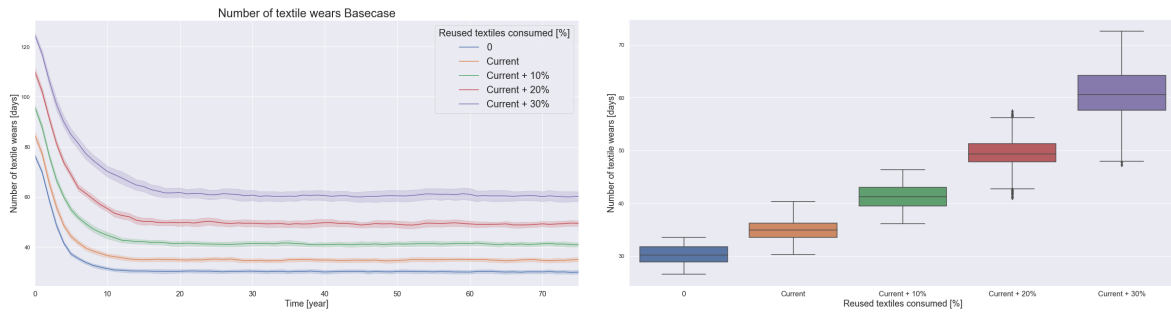 Number of textile wears Basecase
Number of textile wears [days]
120
100
80
60
40
0
10
20
30
40
50
60
70
Time [year]
Reused textiles consumed [%]
0
Current
Current + 10%
Current + 20%
Current + 30%
Number of textile wears [days]
70
60
50
40
30
0
Current
Current + 10%
Current + 20%
Current + 30%
Reused textiles consumed [%]